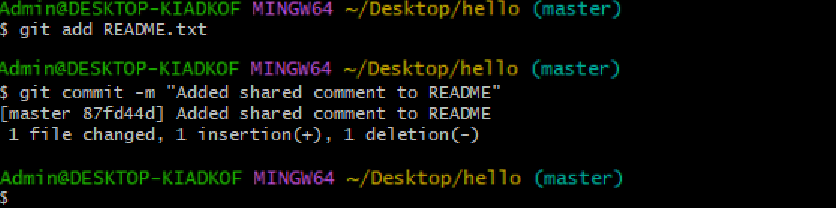 Admin@DESKTOP-KIADKOF MINGW64 ~/Desktop/hello (master)
$ git add README.txt
Admin@DESKTOP-KIADKOF MINGW64 ~/Desktop/hello (master)
$ git commit -m "Added shared comment to README"
[master 87fd44d] Added shared comment to README
 1 file changed, 1 insertion(+), 1 deletion(-)
Admin@DESKTOP-KIADKOF MINGW64 ~/Desktop/hello (master)
$